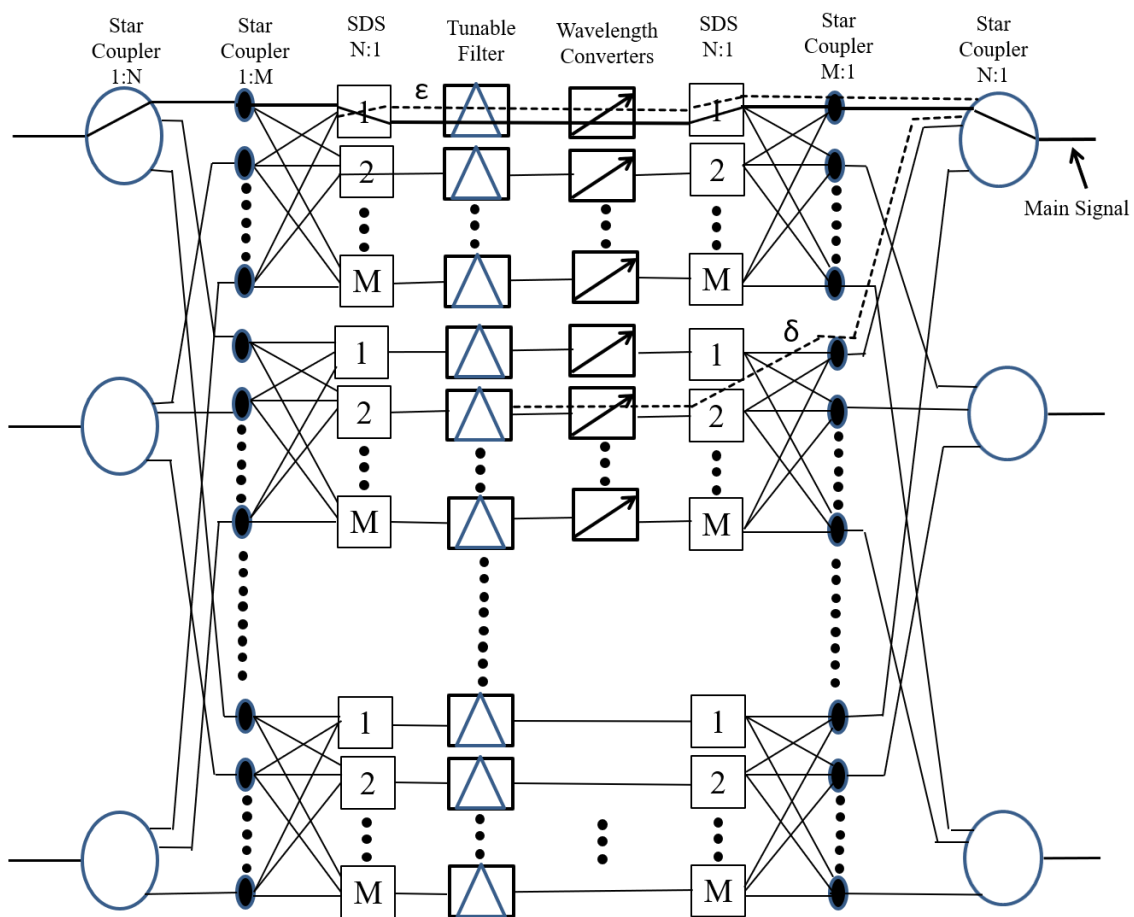 Star
Coupler
1:N
Star
Coupler
1:M
SDS
N:1
Tunable
Filter
Wavelength
Converters
SDS
N:1
Star
Coupler
M:1
Star
Coupler
N:1
1
ε
1
2
2
Main Signal
M
M
1
δ
1
2
2
M
M
1
1
2
2
M
M